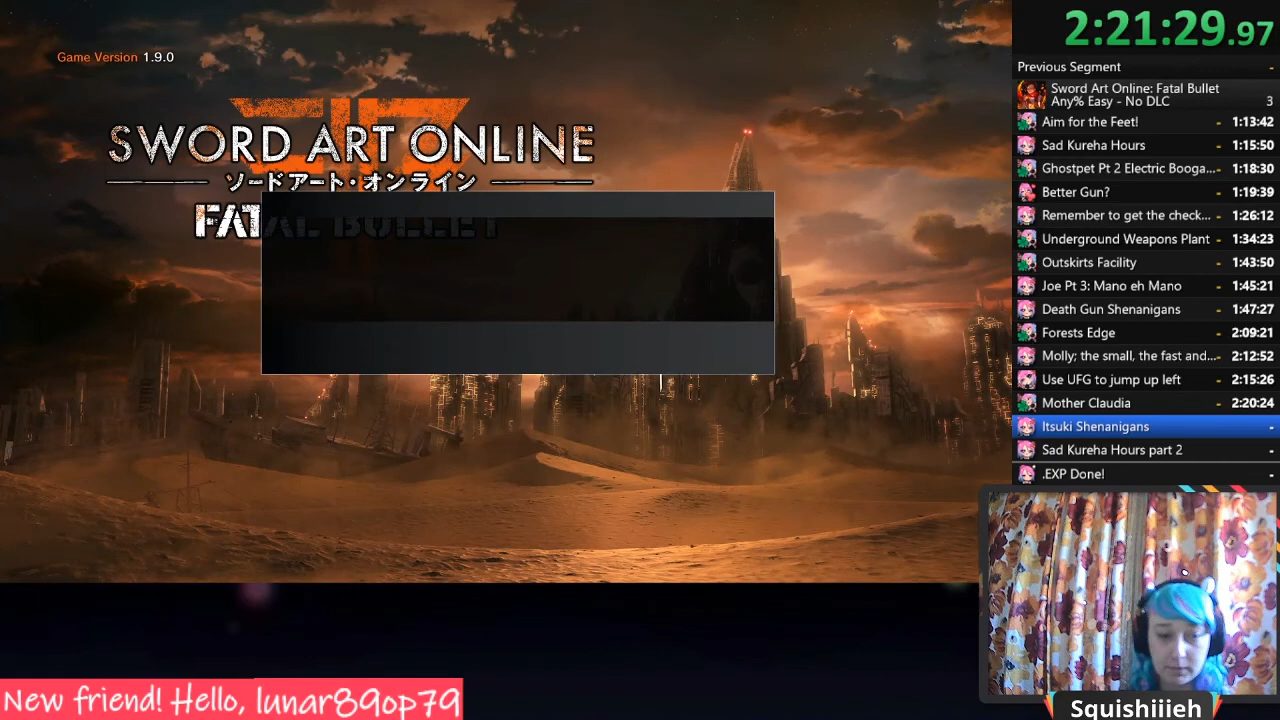 Game Version 1.9.0
SWORD ART ONLINE
ソードアート・オンライン
FATAL BULLET
2:21:29.97
Previous Segment -
Sword Art Online: Fatal Bullet
Any% Easy - No DLC 3
Aim for the Feet! - 1:13:42
Sad Kureha Hours - 1:15:50
Ghostpet Pt 2 Electric Booga... - 1:18:30
Better Gun? - 1:19:39
Remember to get the check... - 1:26:12
Underground Weapons Plant - 1:34:23
Outskirts Facility - 1:43:50
Joe Pt 3: Mano eh Mano - 1:45:21
Death Gun Shenanigans - 1:47:27
Forests Edge - 2:09:21
Molly; the small, the fast and... - 2:12:52
Use UFG to jump up left - 2:15:26
Mother Claudia - 2:20:24
Itsuki Shenanigans -
Sad Kureha Hours part 2 -
.EXP Done! -
New friend! Hello, lunar89op79
Squishiiieh